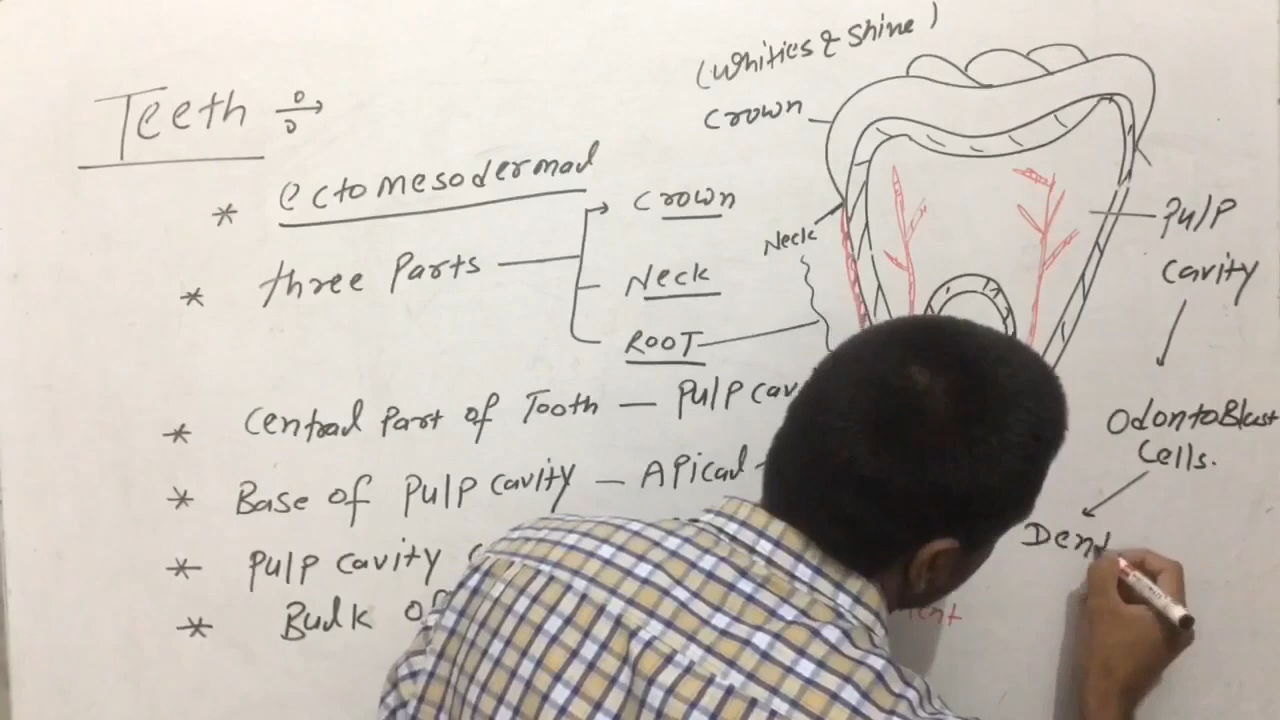 Teeth
* ectomesodermal
* three Parts
Crown
Neck
ROOT
* Central Part of Tooth — Pulp cav
* Base of Pulp cavity — Apical
* Pulp cavity
* Bulk of
(Whities & Shine)
Crown
Neck
Pulp
cavity
OdontoBlast
Cells.
Dent